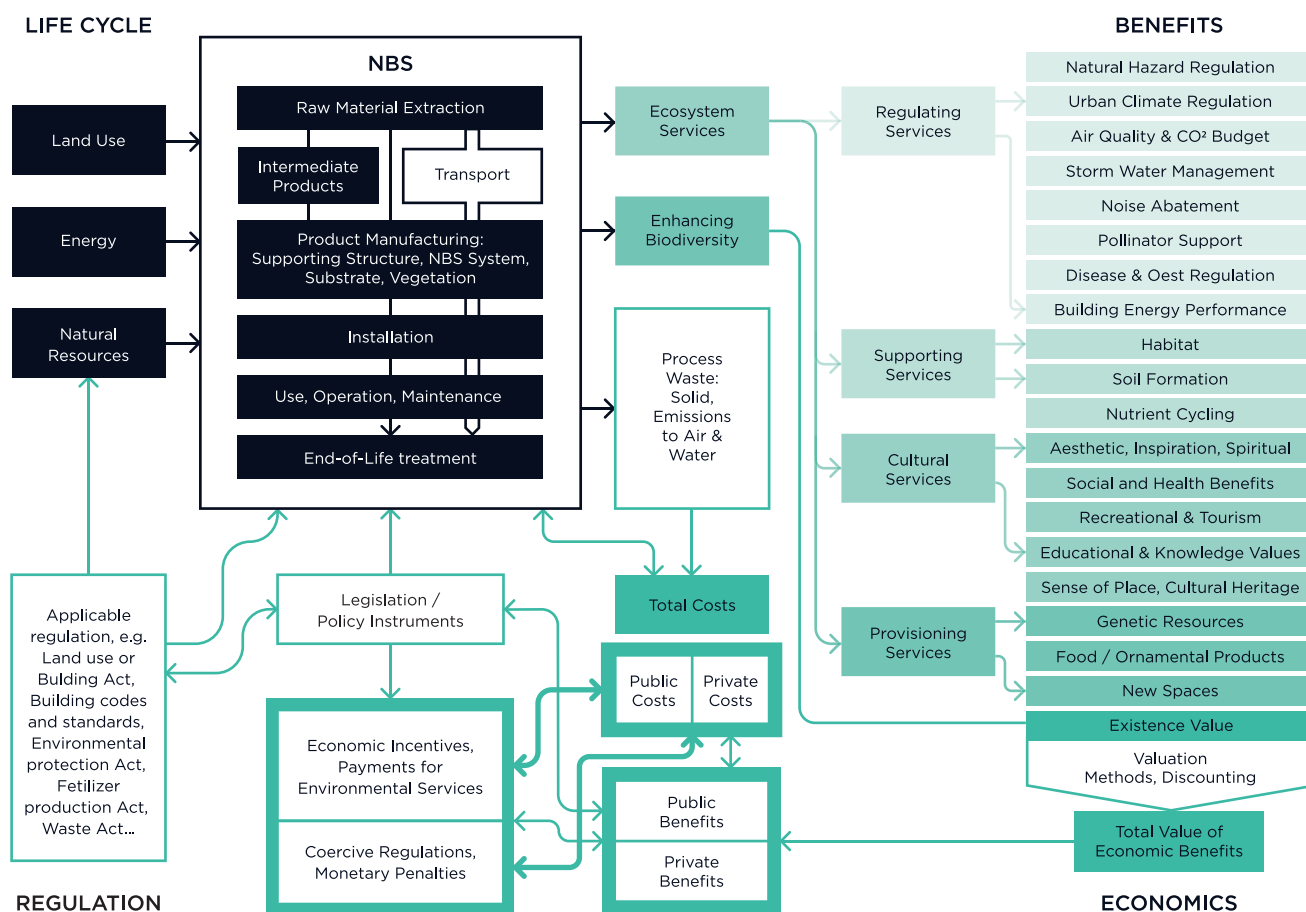 LIFE CYCLE
BENEFITS
NBS
Land Use
Energy
Natural
Resources
Raw Material Extraction
Intermediate
Products
Transport
Product Manufacturing:
Supporting Structure, NBS System,
Substrate, Vegetation
Installation
Use, Operation, Maintenance
End-of-Life treatment
Ecosystem
Services
Enhancing
Biodiversity
Process
Waste:
Solid,
Emissions
to Air &
Water
Total Costs
Regulating
Services
Supporting
Services
Cultural
Services
Provisioning
Services
Natural Hazard Regulation
Urban Climate Regulation
Air Quality & CO² Budget
Storm Water Management
Noise Abatement
Pollinator Support
Disease & Oest Regulation
Building Energy Performance
Habitat
Soil Formation
Nutrient Cycling
Aesthetic, Inspiration, Spiritual
Social and Health Benefits
Recreational & Tourism
Educational & Knowledge Values
Sense of Place, Cultural Heritage
Genetic Resources
Food / Ornamental Products
New Spaces
Existence Value
Valuation
Methods, Discounting
Total Value of
Economic Benefits
Applicable
regulation, e.g.
Land use or
Bulding Act,
Building codes
and standards,
Environmental
protection Act,
Fetilizer
production Act,
Waste Act...
Legislation /
Policy Instruments
Economic Incentives,
Payments for
Environmental Services
Coercive Regulations,
Monetary Penalties
Public
Costs
Private
Costs
Public
Benefits
Private
Benefits
REGULATION
ECONOMICS